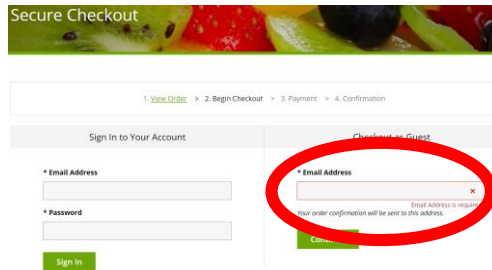 Secure Checkout
1. View Order > 2. Begin Checkout > 3. Payment > 4. Confirmation
Sign In to Your Account
Checkout as Guest
* Email Address
* Password
Sign In
* Email Address
×
Email Address is required
Your order confirmation will be sent to this address.